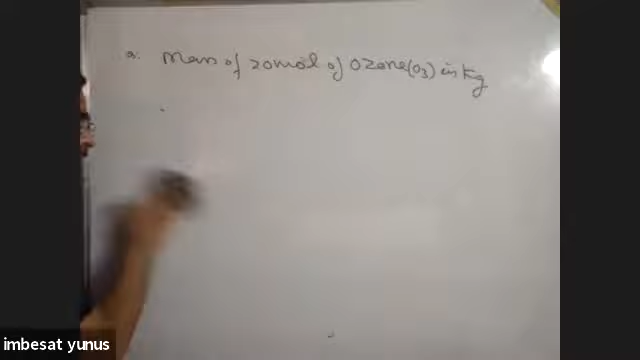 Q: Mass of 20mol of Ozone(O3) in Kg
imbesat yunus